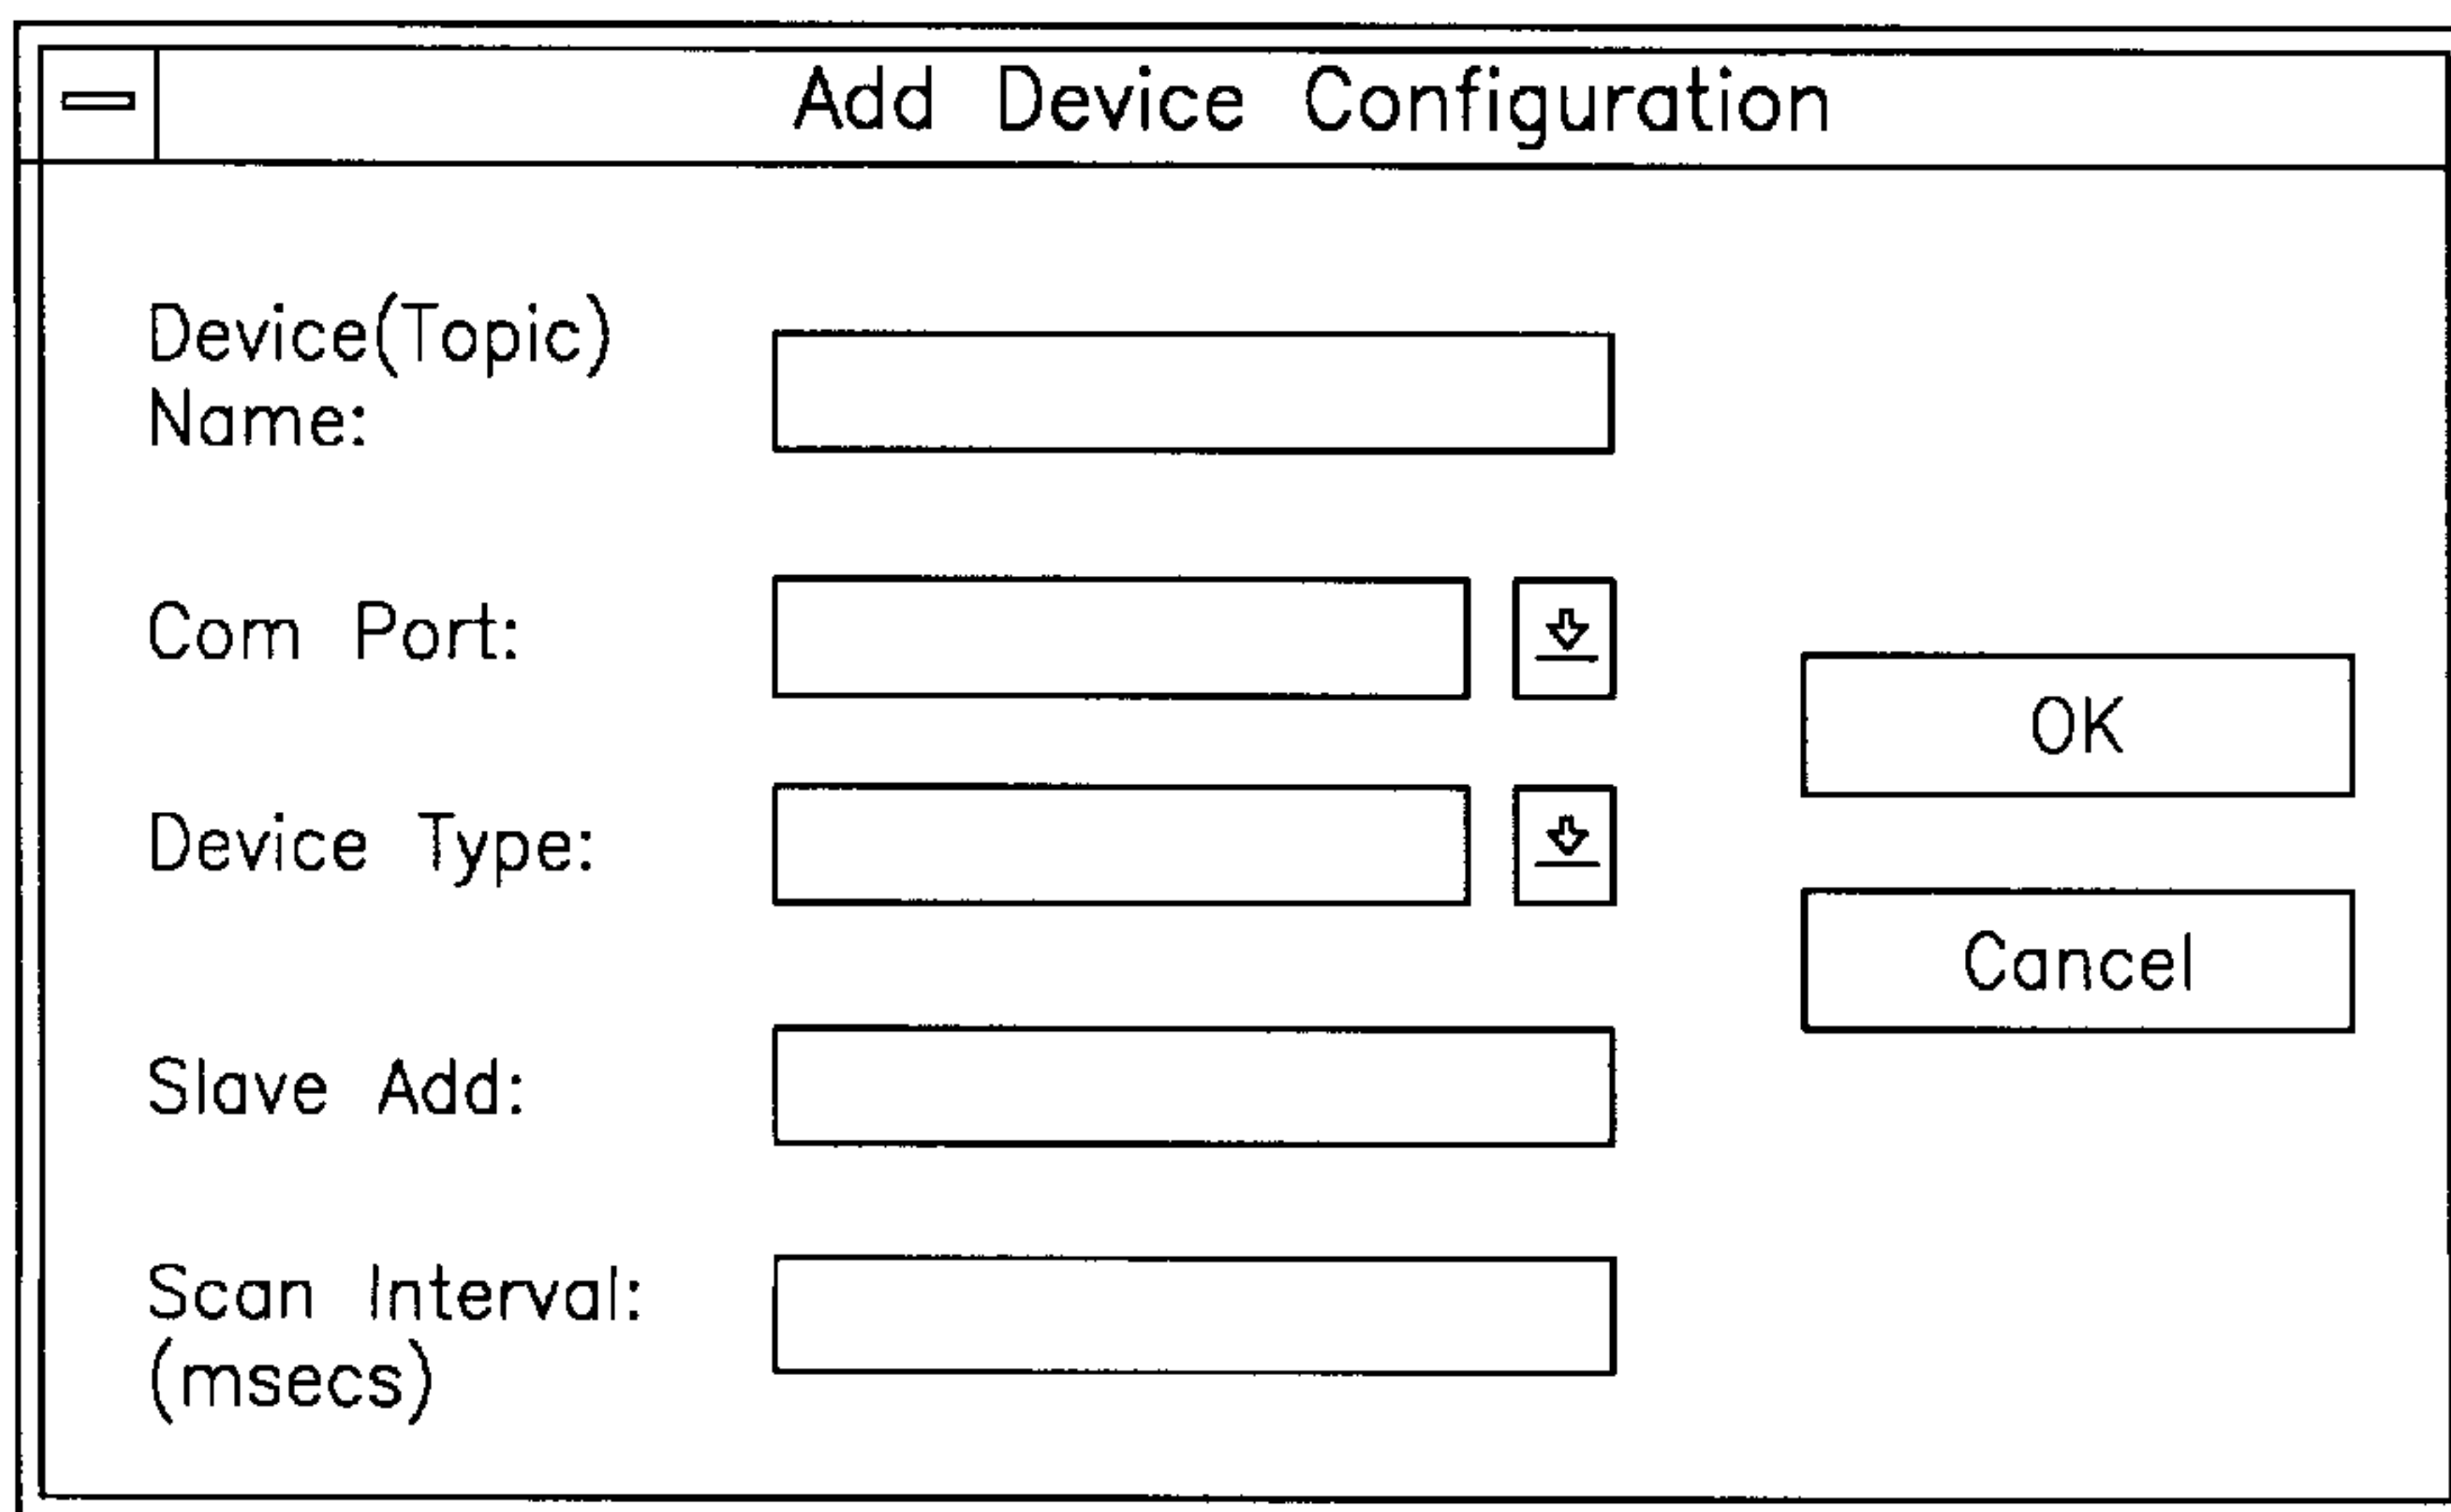 Add Device Configuration
Device(Topic)
Name:
Com Port:
OK
Device Type:
Cancel
Slave Add:
Scan Interval:
(msecs)